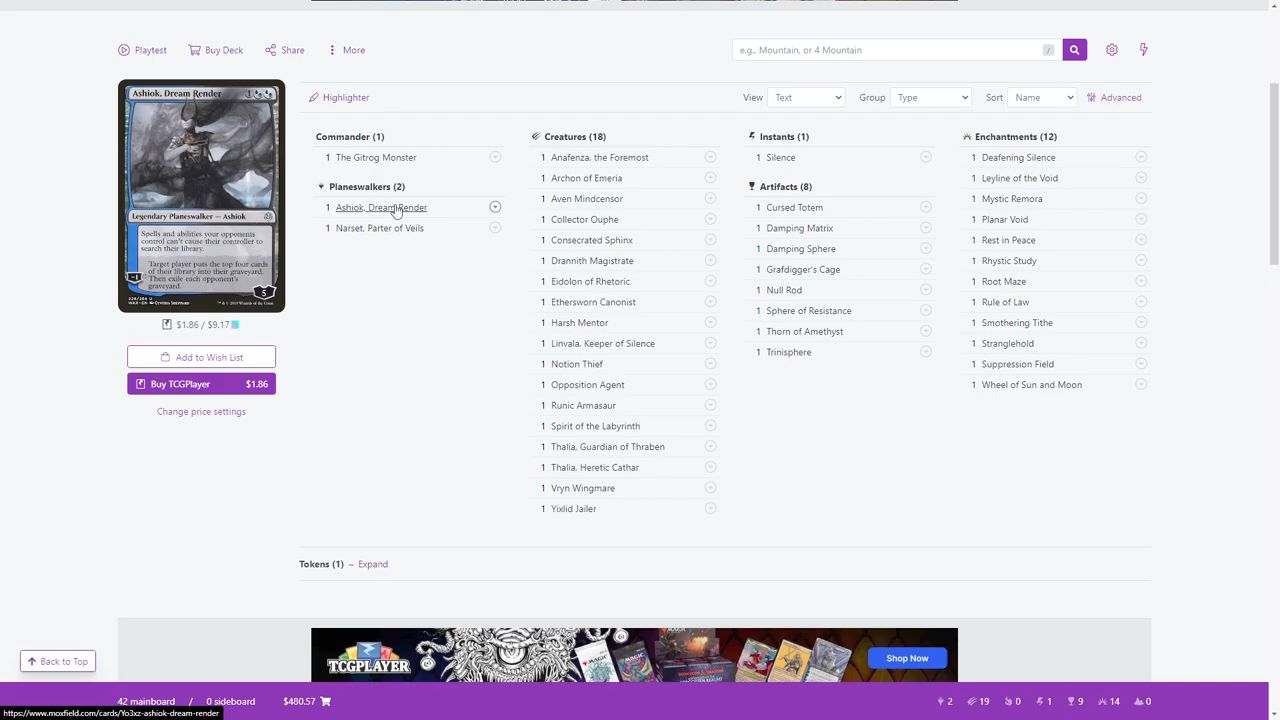 Playtest
Buy Deck
Share
More
e.g., Mountain, or 4 Mountain
/
Ashiok, Dream Render 1
Legendary Planeswalker — Ashiok
Spells and abilities your opponents
control can't cause their controller to
search their library.
−1
Target player puts the top four cards
of their library into their graveyard.
Then exile each opponent's
graveyard.
5
$1.86 / $9.17
Add to Wish List
Buy TCGPlayer $1.86
Change price settings
Highlighter
View Text
Group Type
Sort Name
Advanced
Commander (1)
1 The Gitrog Monster
Planeswalkers (2)
1 Ashiok, Dream Render
1 Narset, Parter of Veils
Creatures (18)
1 Anafenza, the Foremost
1 Archon of Emeria
1 Aven Mindcensor
1 Collector Ouphe
1 Consecrated Sphinx
1 Drannith Magistrate
1 Eidolon of Rhetoric
1 Ethersworn Canonist
1 Harsh Mentor
1 Linvala, Keeper of Silence
1 Notion Thief
1 Opposition Agent
1 Runic Armasaur
1 Spirit of the Labyrinth
1 Thalia, Guardian of Thraben
1 Thalia, Heretic Cathar
1 Vryn Wingmare
1 Yixlid Jailer
Instants (1)
1 Silence
Artifacts (8)
1 Cursed Totem
1 Damping Matrix
1 Damping Sphere
1 Grafdigger's Cage
1 Null Rod
1 Sphere of Resistance
1 Thorn of Amethyst
1 Trinisphere
Enchantments (12)
1 Deafening Silence
1 Leyline of the Void
1 Mystic Remora
1 Planar Void
1 Rest in Peace
1 Rhystic Study
1 Root Maze
1 Rule of Law
1 Smothering Tithe
1 Stranglehold
1 Suppression Field
1 Wheel of Sun and Moon
Tokens (1) – Expand
TCGPLAYER
Shop Now
Back to Top
42 mainboard / 0 sideboard $480.57
2 19 0 1 9 14 0
https://www.moxfield.com/cards/Yo3xz-ashiok-dream-render